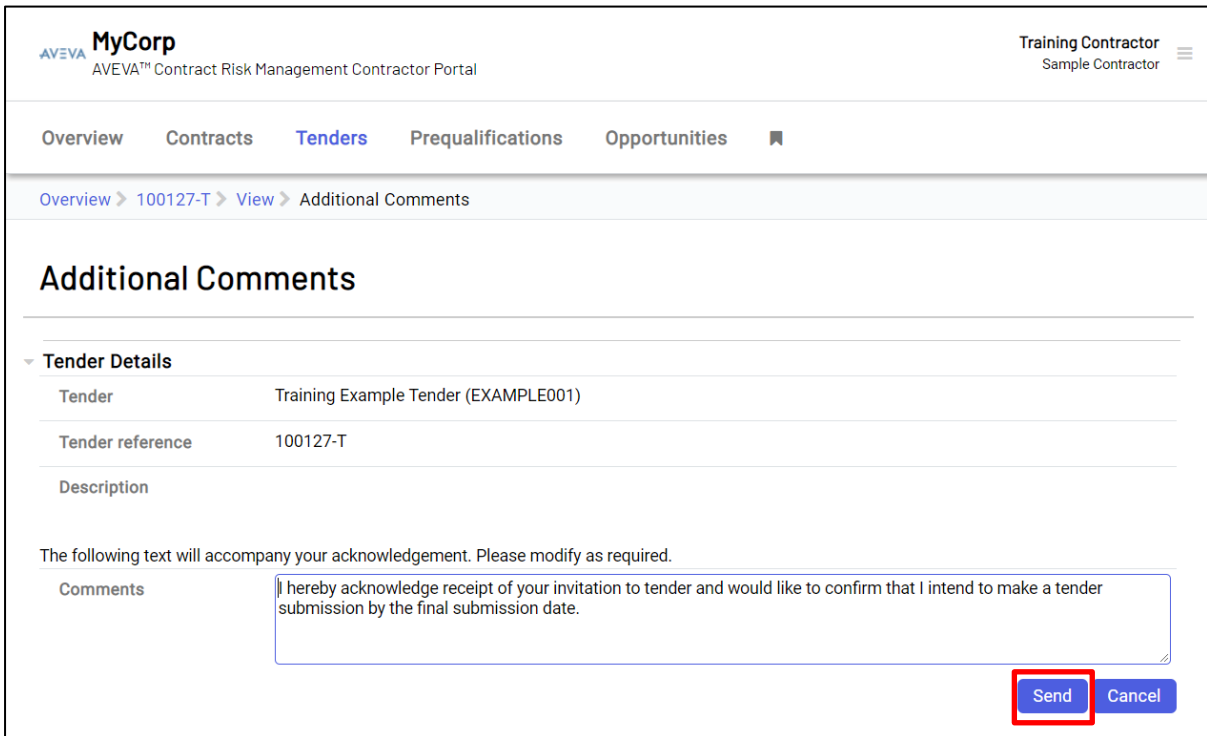 AVEVA MyCorp
AVEVA™ Contract Risk Management Contractor Portal
Training Contractor
Sample Contractor
Overview Contracts Tenders Prequalifications Opportunities
Overview > 100127-T > View > Additional Comments
Additional Comments
Tender Details
Tender Training Example Tender (EXAMPLE001)
Tender reference 100127-T
Description
The following text will accompany your acknowledgement. Please modify as required.
Comments I hereby acknowledge receipt of your invitation to tender and would like to confirm that I intend to make a tender
submission by the final submission date.
Send Cancel